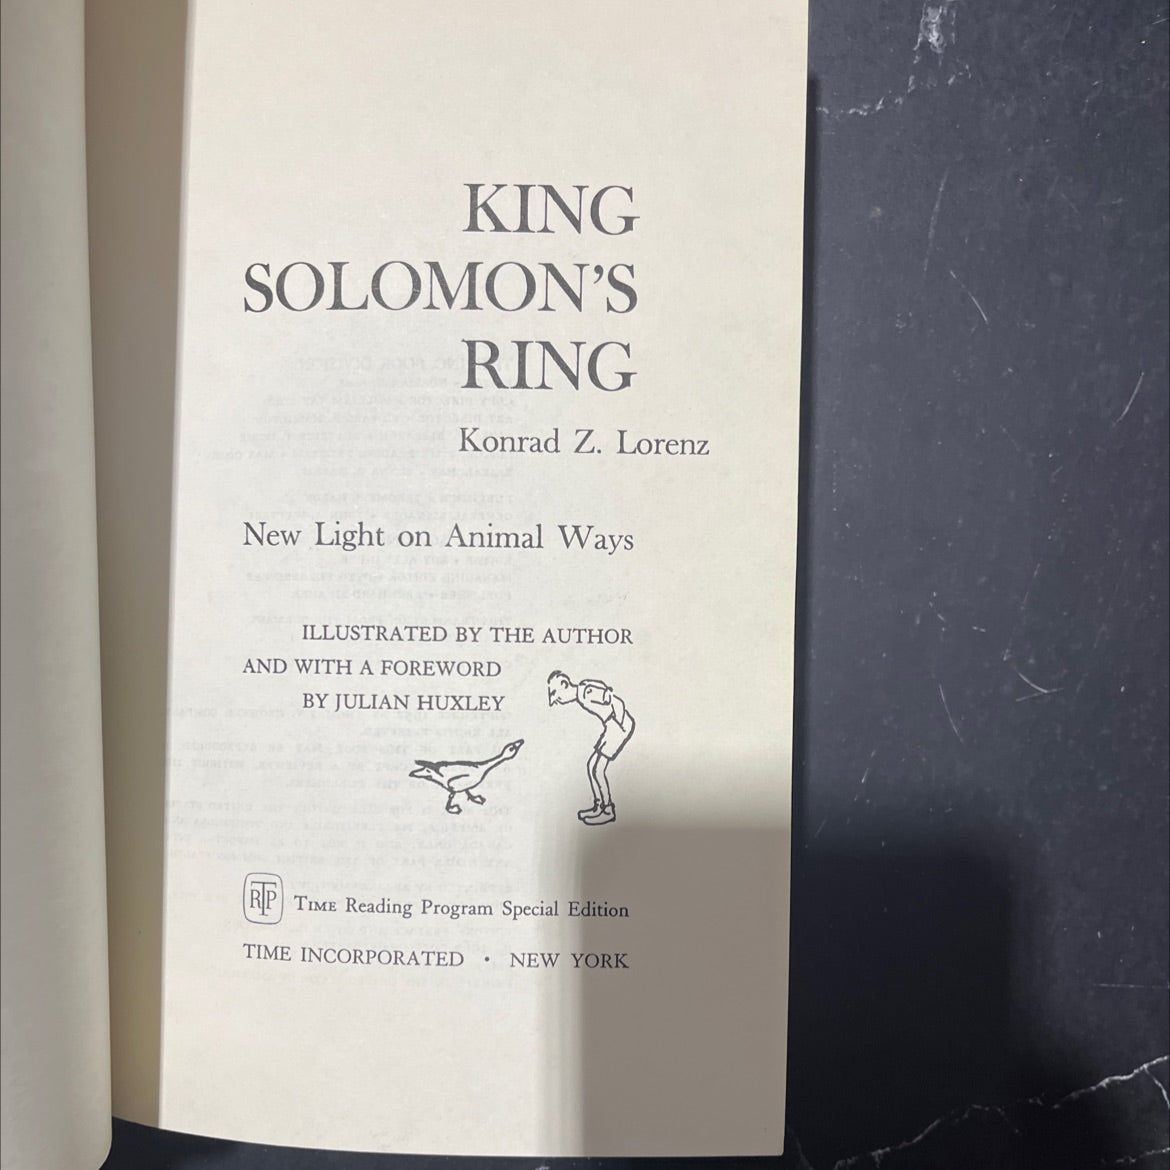 KING
SOLOMON'S
RING
Konrad Z. Lorenz
New Light on Animal Ways
ILLUSTRATED BY THE AUTHOR
AND WITH A FOREWORD
BY JULIAN HUXLEY
RTP TIME Reading Program Special Edition
TIME INCORPORATED • NEW YORK